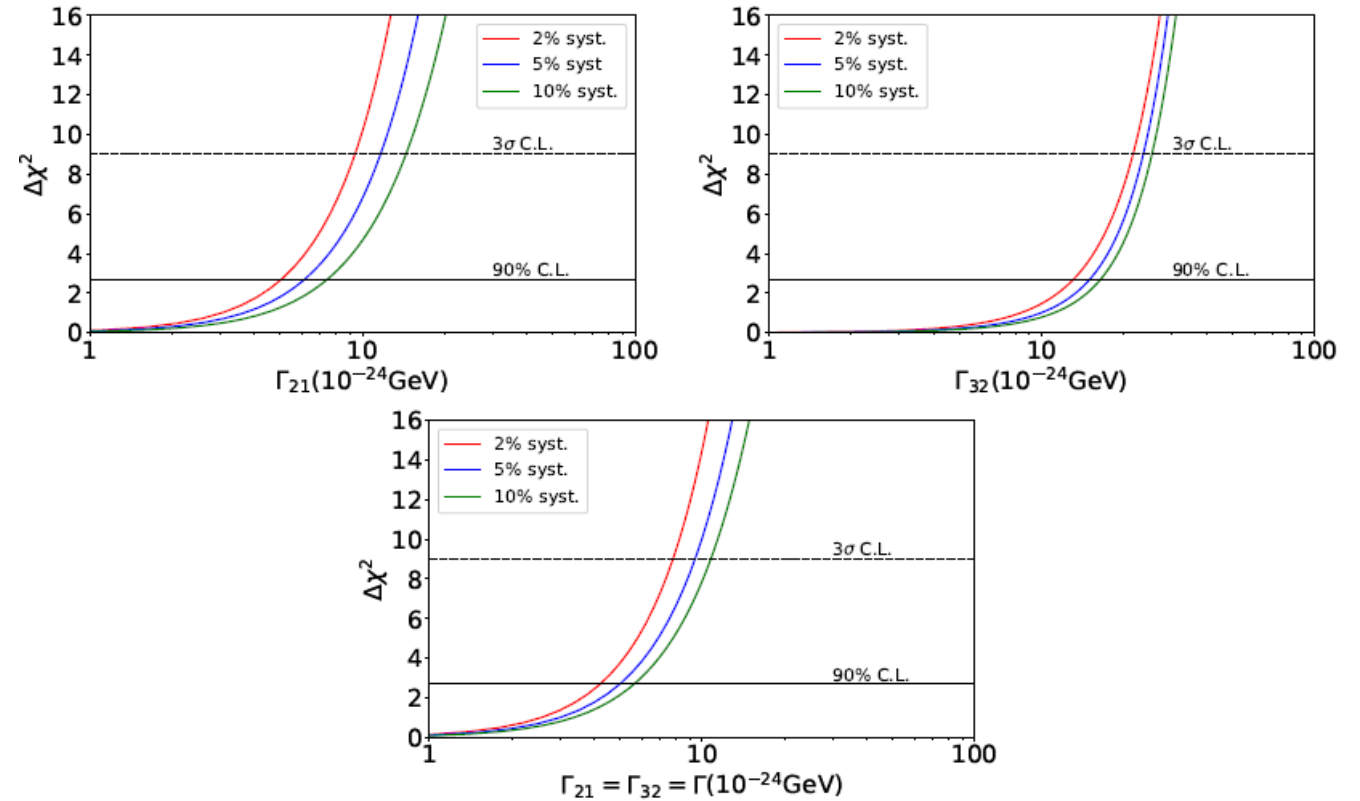 16
14
12
10
8
6
4
2
0
Δχ²
2% syst.
5% syst
10% syst.
3σ C.L.
90% C.L.
1
10
100
Γ₂₁(10⁻²⁴GeV)
16
14
12
10
8
6
4
2
0
Δχ²
2% syst.
5% syst.
10% syst.
3σ C.L.
90% C.L.
1
10
100
Γ₃₂(10⁻²⁴GeV)
16
14
12
10
8
6
4
2
0
Δχ²
2% syst.
5% syst.
10% syst.
3σ C.L.
90% C.L.
1
10
100
Γ₂₁ = Γ₃₂ = Γ(10⁻²⁴GeV)